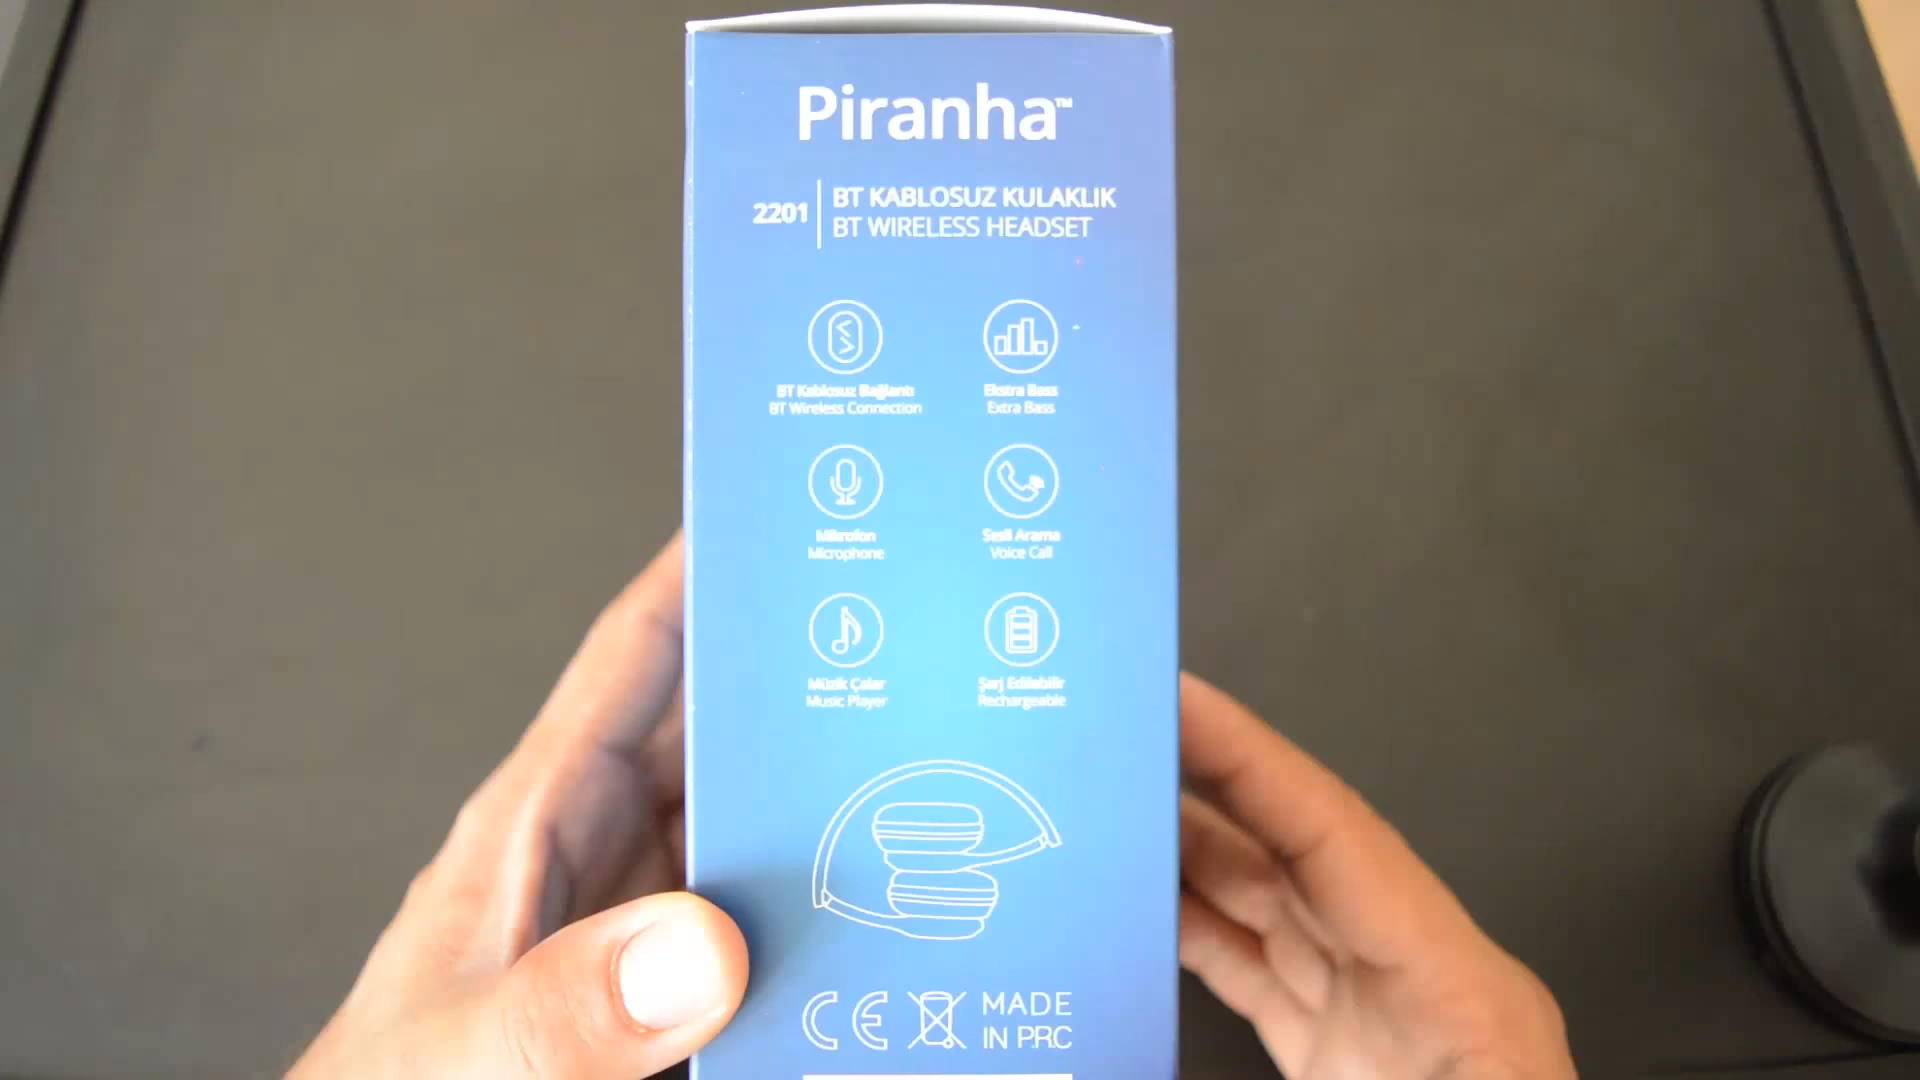 Piranha™
2201
BT KABLOSUZ KULAKLIK
BT WIRELESS HEADSET
BT Kablosuz Bağlantı
BT Wireless Connection
Ekstra Bass
Extra Bass
Mikrofon
Microphone
Sesli Arama
Voice Call
Müzik Çalar
Music Player
Şarj Edilebilir
Rechargeable
CE
MADE
IN P.R.C